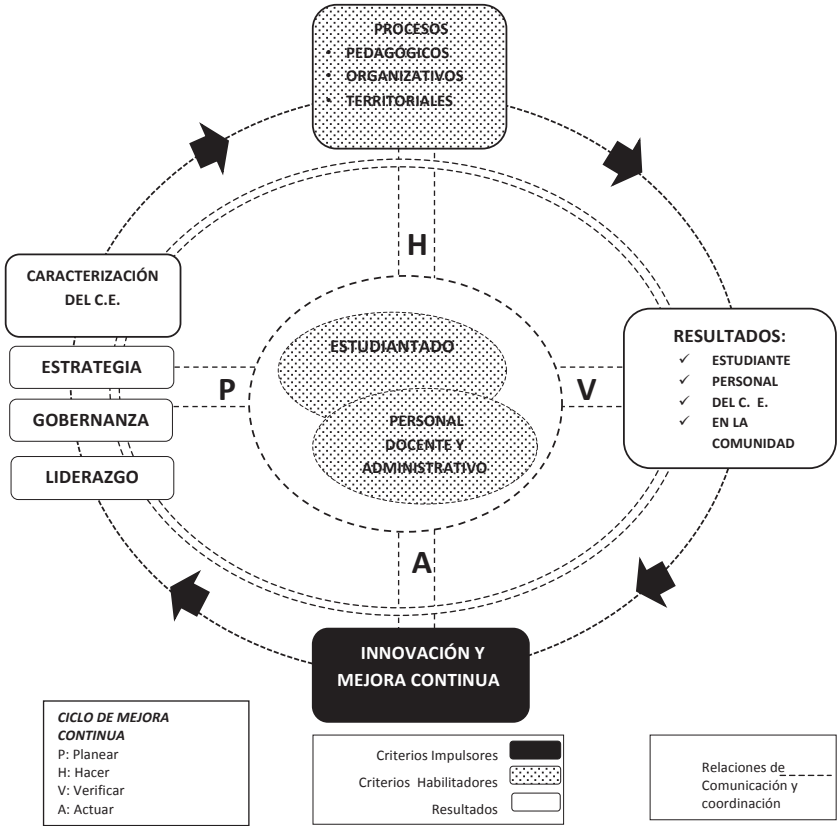 PROCESOS
• PEDAGÓGICOS
• ORGANIZATIVOS
• TERRITORIALES
H
CARACTERIZACIÓN
DEL C.E.
ESTRATEGIA
GOBERNANZA
LIDERAZGO
P
ESTUDIANTADO
PERSONAL
DOCENTE Y
ADMINISTRATIVO
V
RESULTADOS:
✓ ESTUDIANTE
✓ PERSONAL
✓ DEL C. E.
✓ EN LA
COMUNIDAD
A
INNOVACIÓN Y
MEJORA CONTINUA
CICLO DE MEJORA
CONTINUA
P: Planear
H: Hacer
V: Verificar
A: Actuar
Criterios Impulsores
Criterios Habilitadores
Resultados
Relaciones de
Comunicación y
coordinación